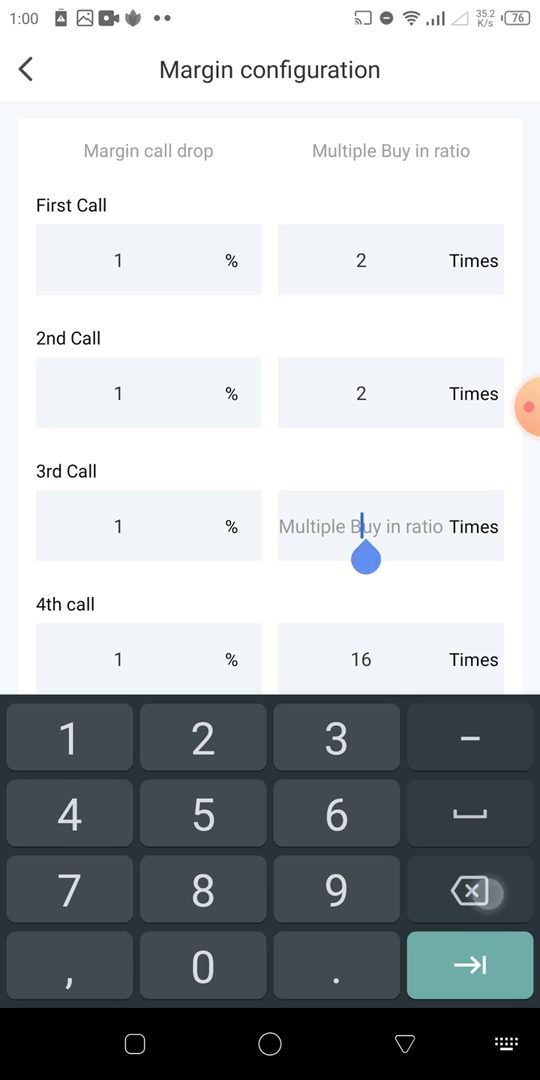 1:00 35.2 K/s 76
Margin configuration
Margin call drop Multiple Buy in ratio
First Call
1 % 2 Times
2nd Call
1 % 2 Times
3rd Call
1 % Multiple Buy in ratio Times
4th call
1 % 16 Times
1 2 3 –
4 5 6
7 8 9
, 0 .